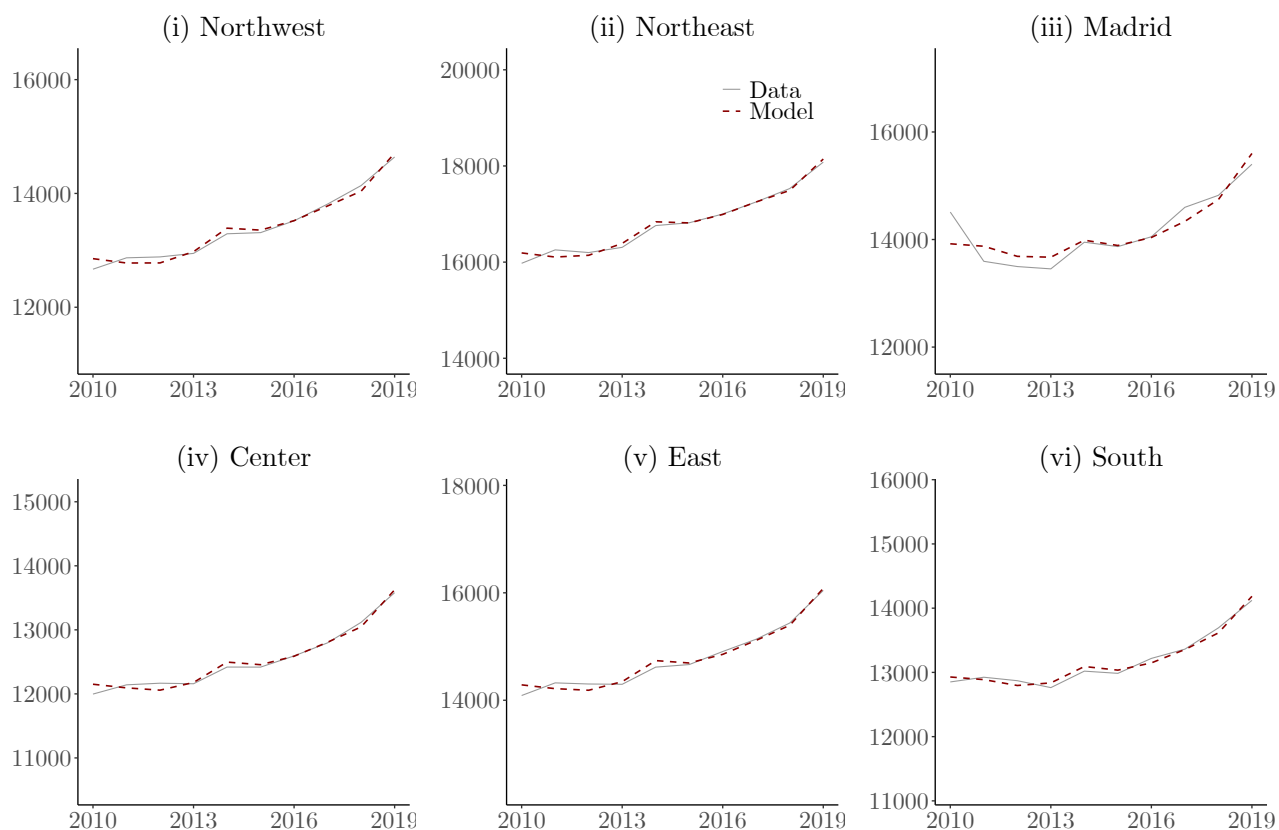 (i) Northwest
16000
14000
12000
2010 2013 2016 2019
(ii) Northeast
20000
18000
16000
14000
Data
Model
2010 2013 2016 2019
(iii) Madrid
16000
14000
12000
2010 2013 2016 2019
(iv) Center
15000
14000
13000
12000
11000
2010 2013 2016 2019
(v) East
18000
16000
14000
2010 2013 2016 2019
(vi) South
16000
15000
14000
13000
12000
11000
2010 2013 2016 2019